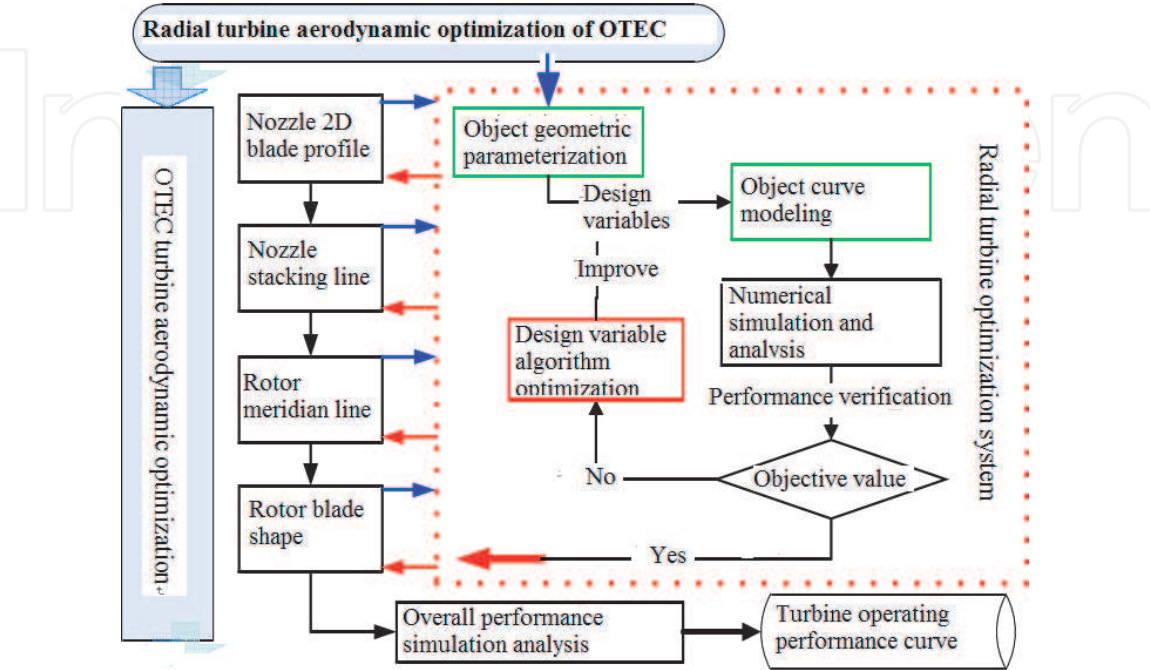 Radial turbine aerodynamic optimization of OTEC
OTEC turbine aerodynamic optimization
Nozzle 2D
blade profile
Nozzle
stacking line
Rotor
meridian line
Rotor blade
shape
Object geometric
parameterization
Design
variables
Improve
Design variable
algorithm
optimization
Object curve
modeling
Numerical
simulation and
analysis
Performance verification
Objective value
No
Yes
Radial turbine optimization system
Overall performance
simulation analysis
Turbine operating
performance curve